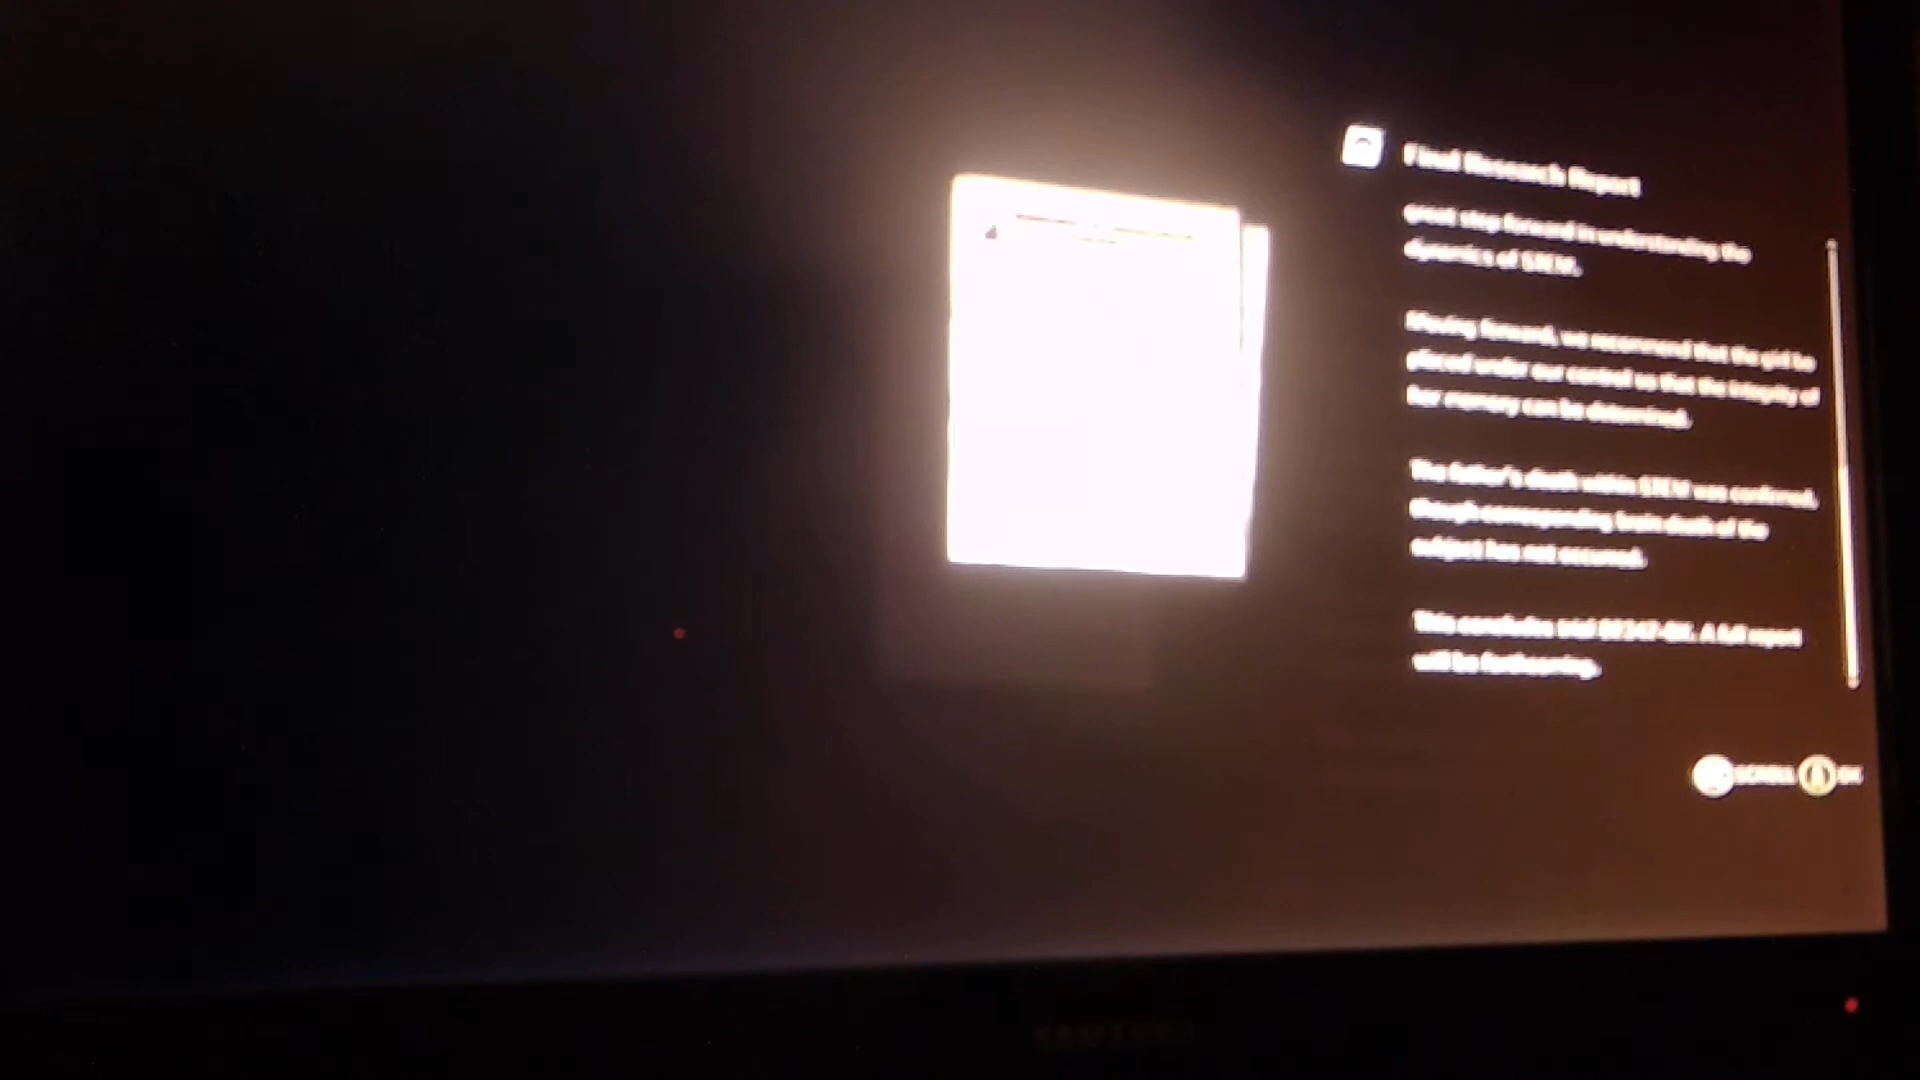 Final Research Report
great step forward in understanding the
dynamics of STEM.
Moving forward, we recommend that the girl be
placed under our control so that the integrity of
her memory can be determined.
The father's death within STEM was confirmed,
though corresponding brain death of the
subject has not occurred.
This concludes trial A full report
will be forthcoming.
SCROLL A OK